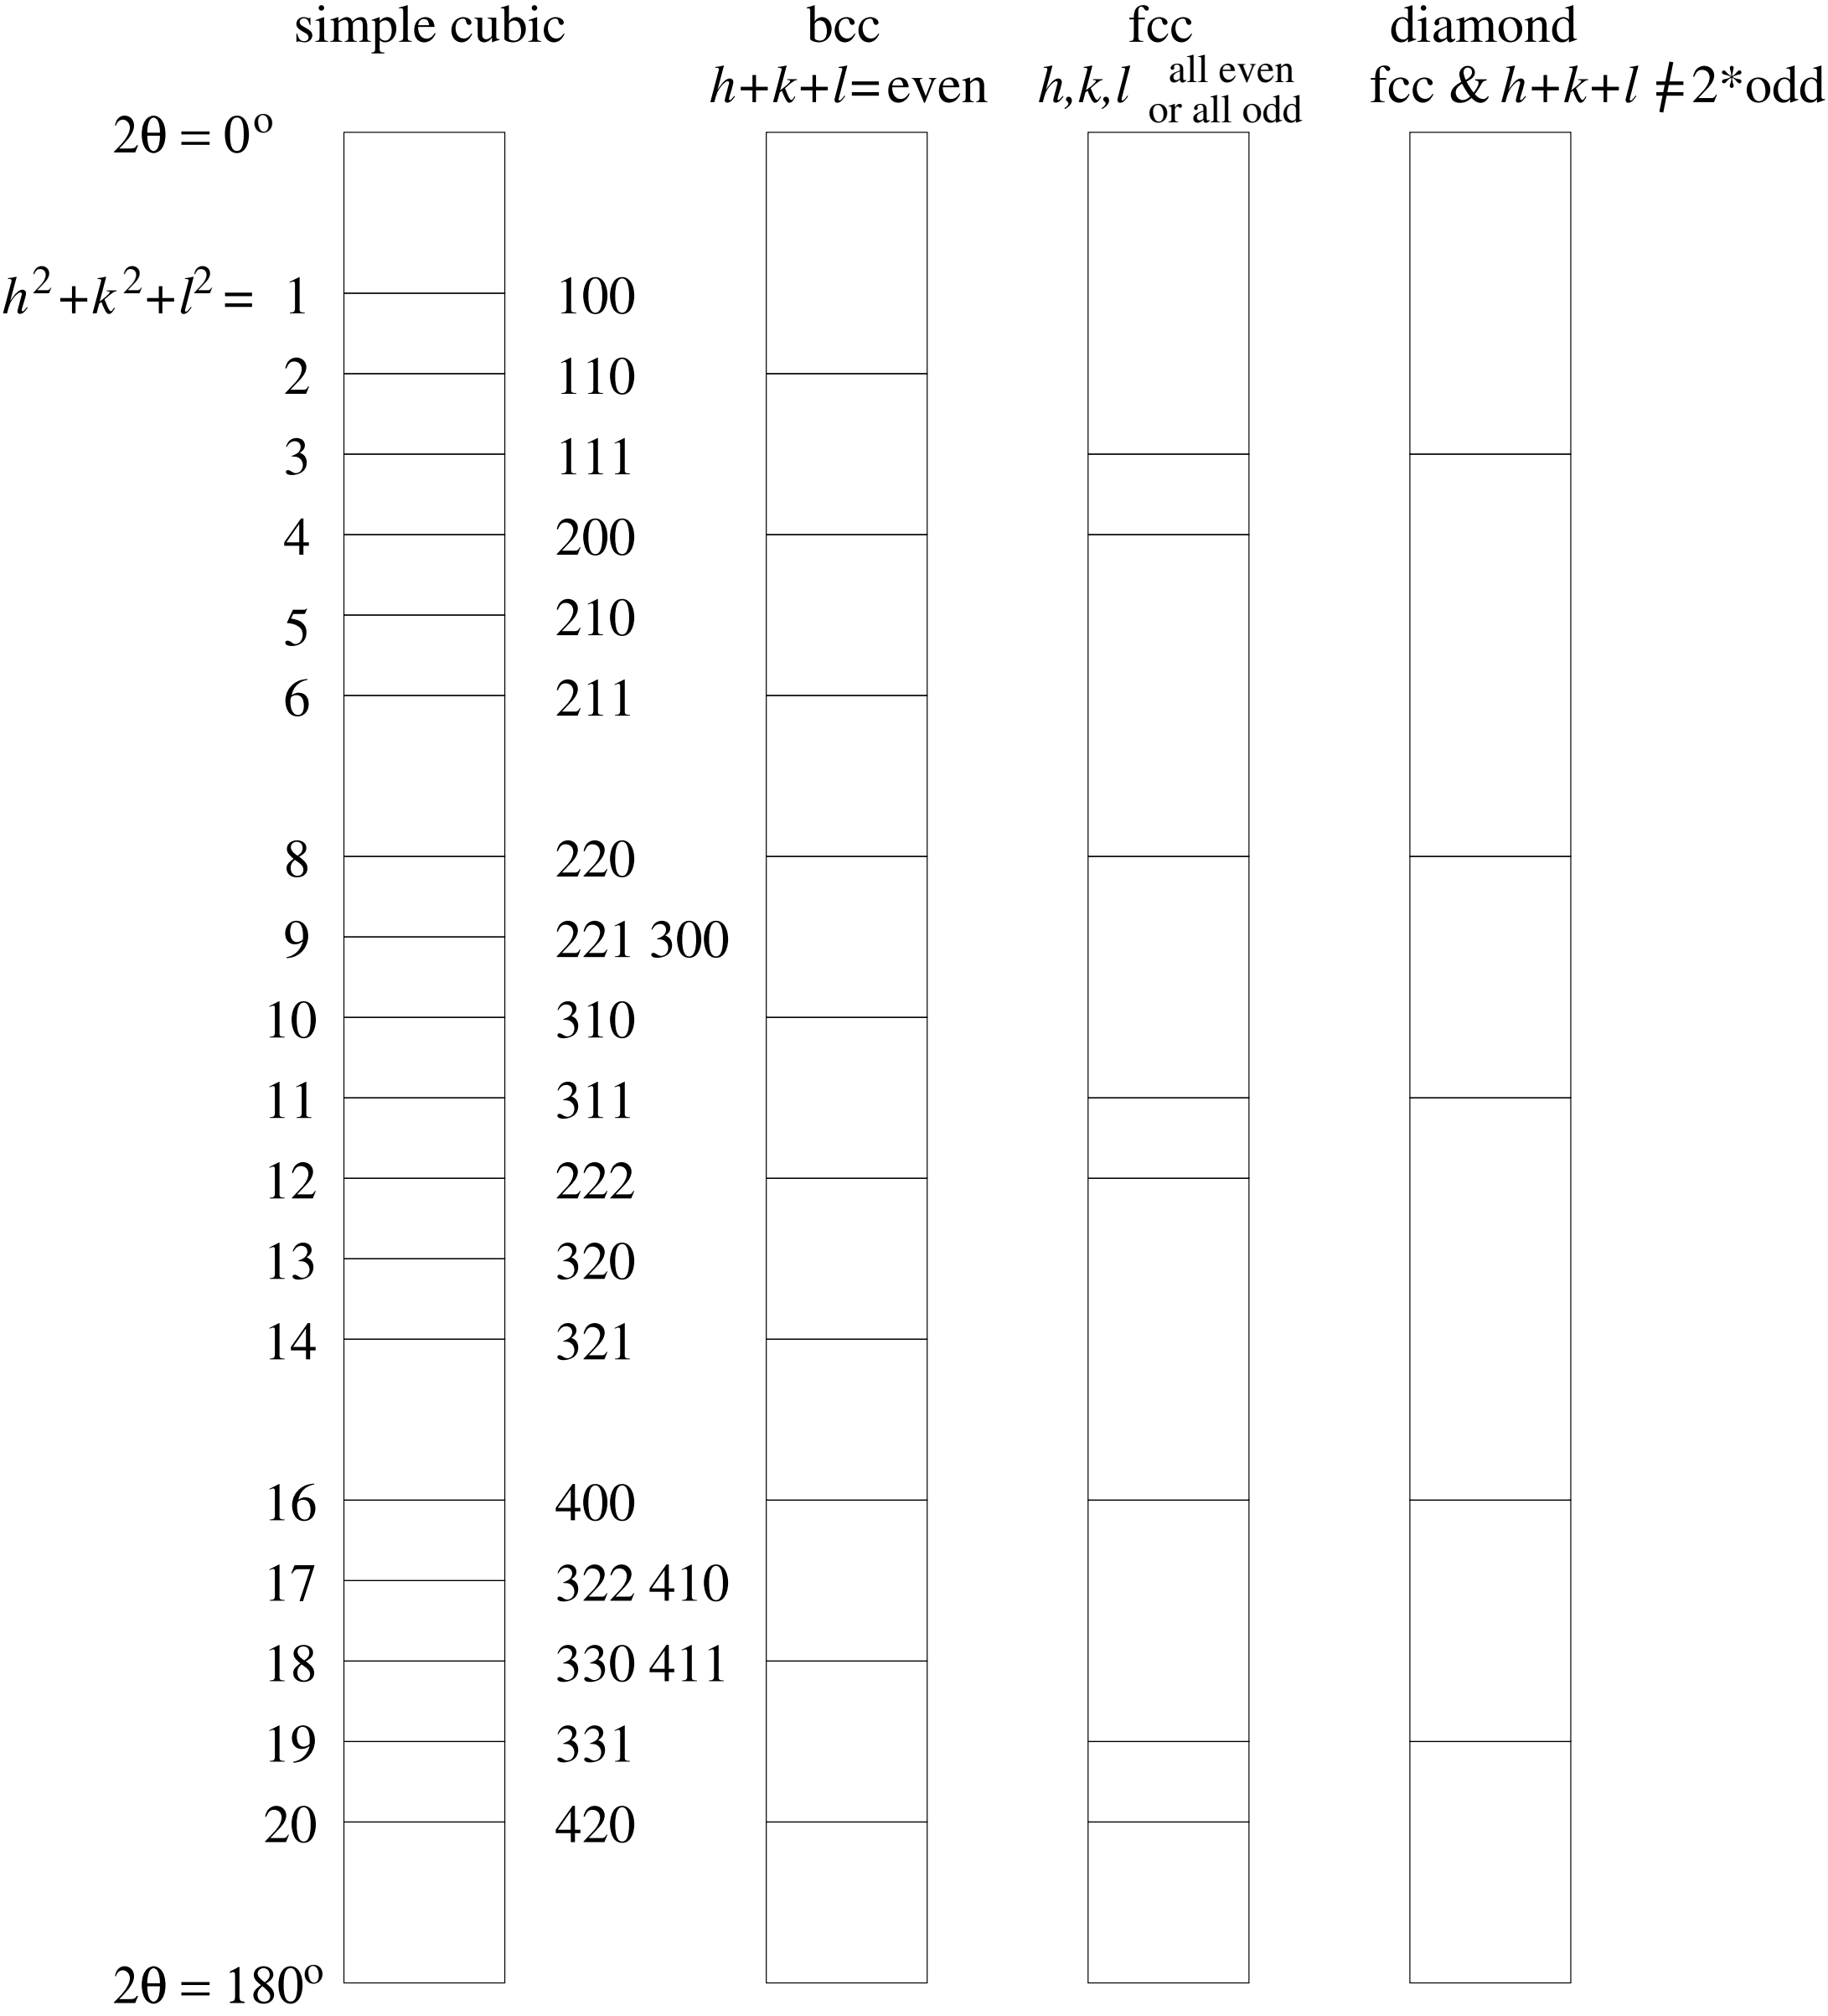 simple cubic bcc fcc diamond
h+k+l=even h,k,l all even or all odd fcc & h+k+l ≠ 2*odd
2θ = 0°
h²+k²+l² = 1 100
2 110
3 111
4 200
5 210
6 211
8 220
9 221 300
10 310
11 311
12 222
13 320
14 321
16 400
17 322 410
18 330 411
19 331
20 420
2θ = 180°